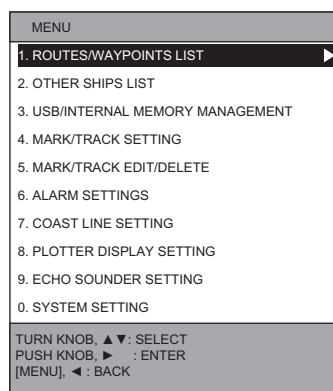 MENU
1. ROUTES/WAYPOINTS LIST ▶
2. OTHER SHIPS LIST
3. USB/INTERNAL MEMORY MANAGEMENT
4. MARK/TRACK SETTING
5. MARK/TRACK EDIT/DELETE
6. ALARM SETTINGS
7. COAST LINE SETTING
8. PLOTTER DISPLAY SETTING
9. ECHO SOUNDER SETTING
0. SYSTEM SETTING
TURN KNOB, ▲▼: SELECT
PUSH KNOB, ▶ : ENTER
[MENU], ◀ : BACK